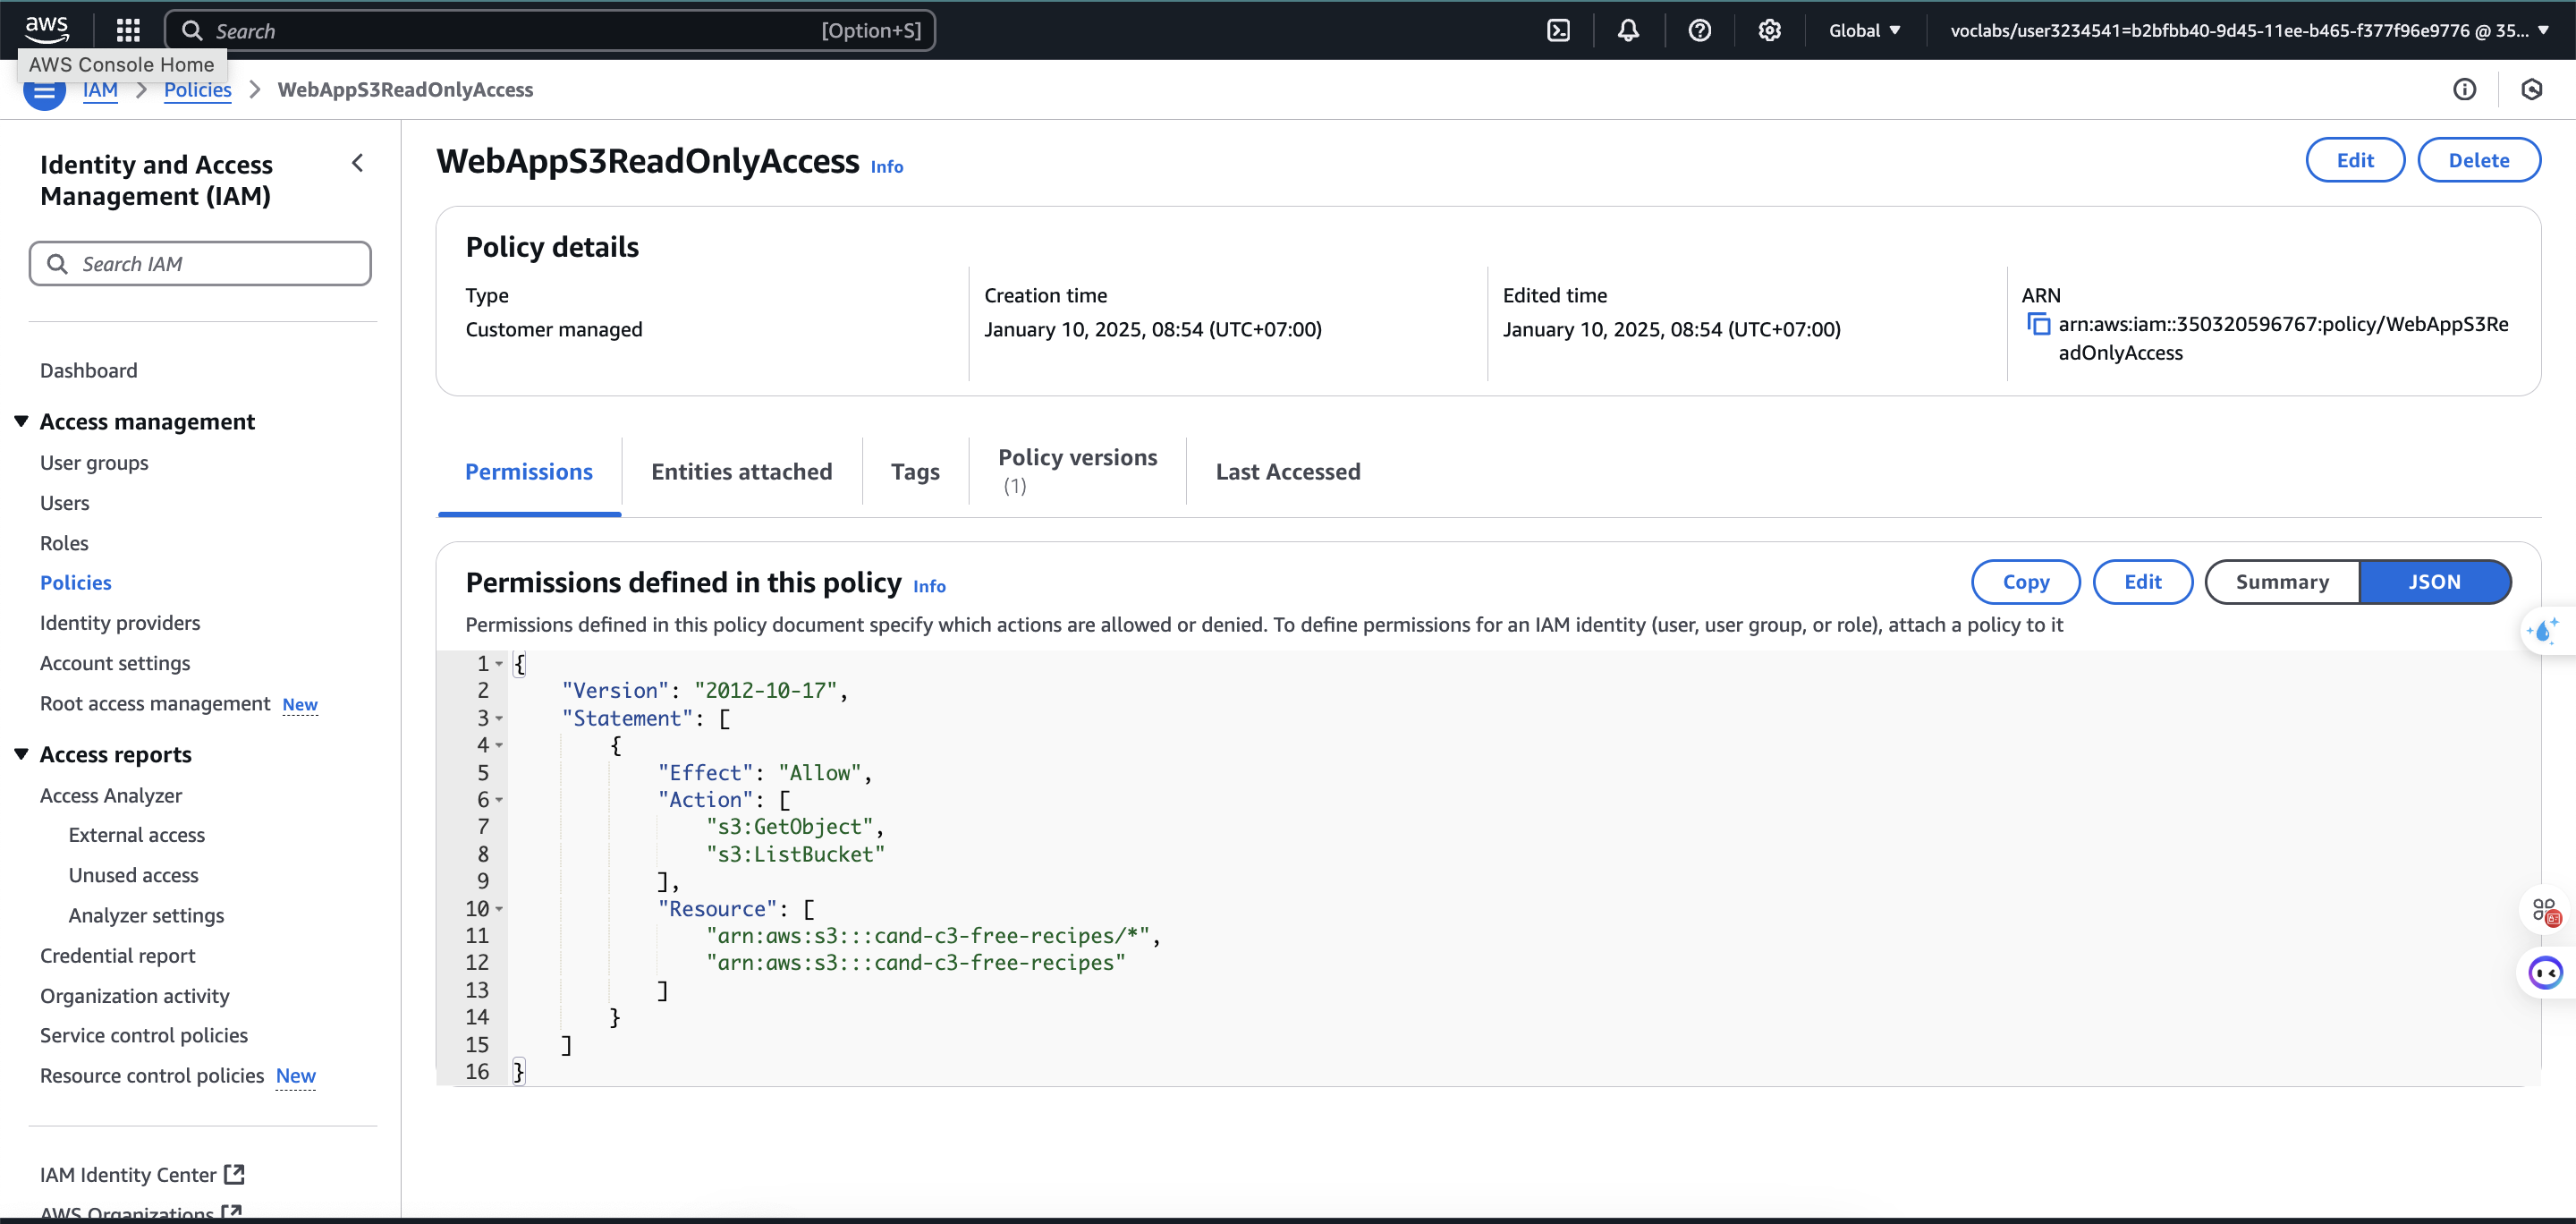 aws
Search
[Option+S]
Global
voclabs/user3234541=b2bfbb40-9d45-11ee-b465-f377f96e9776 @ 35...
AWS Console Home
IAM
Policies
WebAppS3ReadOnlyAccess
Identity and Access
Management (IAM)
Search IAM
Dashboard
Access management
User groups
Users
Roles
Policies
Identity providers
Account settings
Root access management New
Access reports
Access Analyzer
External access
Unused access
Analyzer settings
Credential report
Organization activity
Service control policies
Resource control policies New
IAM Identity Center
AWS Organizations
WebAppS3ReadOnlyAccess Info
Edit
Delete
Policy details
Type
Customer managed
Creation time
January 10, 2025, 08:54 (UTC+07:00)
Edited time
January 10, 2025, 08:54 (UTC+07:00)
ARN
arn:aws:iam::350320596767:policy/WebAppS3Re
adOnlyAccess
Permissions
Entities attached
Tags
Policy versions
(1)
Last Accessed
Permissions defined in this policy Info
Copy
Edit
Summary
JSON
Permissions defined in this policy document specify which actions are allowed or denied. To define permissions for an IAM identity (user, user group, or role), attach a policy to it
1 {
2     "Version": "2012-10-17",
3     "Statement": [
4         {
5             "Effect": "Allow",
6             "Action": [
7                 "s3:GetObject",
8                 "s3:ListBucket"
9             ],
10             "Resource": [
11                 "arn:aws:s3:::cand-c3-free-recipes/*",
12                 "arn:aws:s3:::cand-c3-free-recipes"
13             ]
14         }
15     ]
16 }